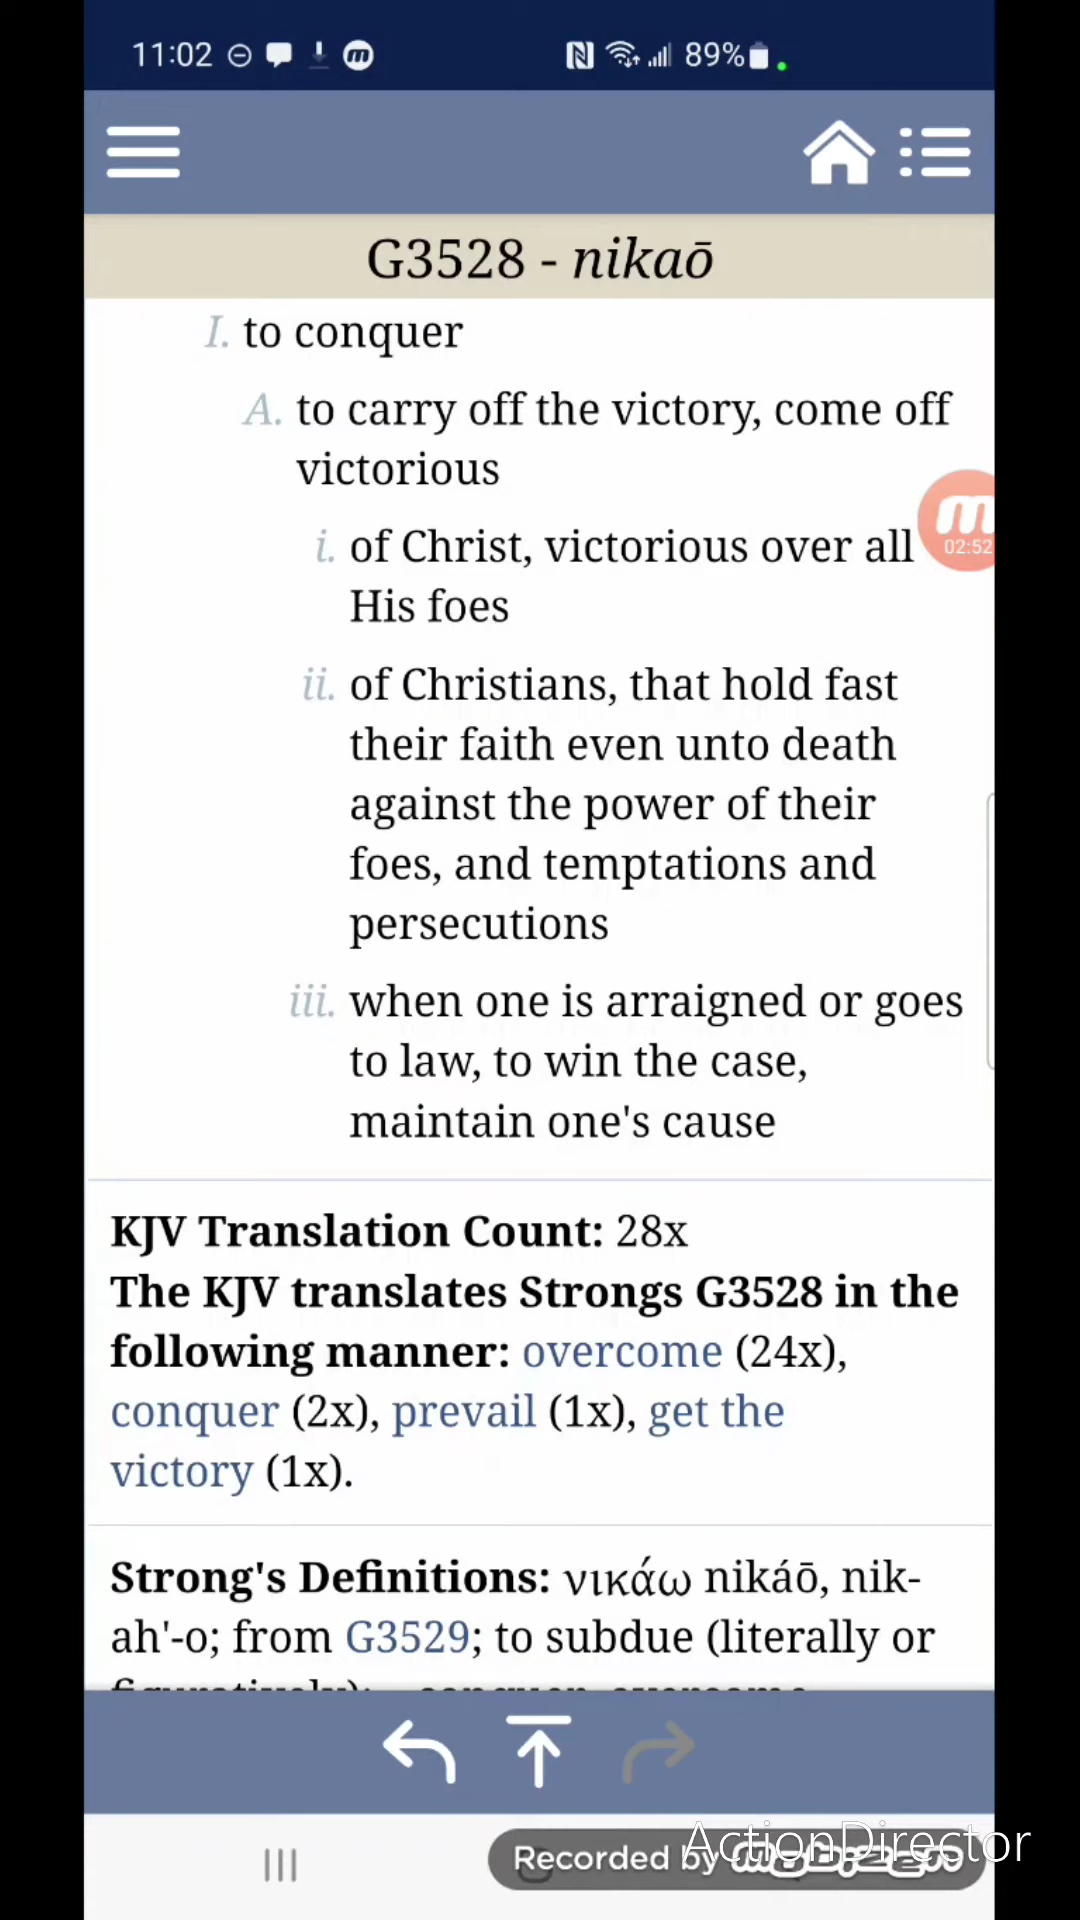 11:02 89%
G3528 - nikaō
I. to conquer
A. to carry off the victory, come off
victorious
i. of Christ, victorious over all
His foes
02:52
ii. of Christians, that hold fast
their faith even unto death
against the power of their
foes, and temptations and
persecutions
iii. when one is arraigned or goes
to law, to win the case,
maintain one's cause
KJV Translation Count: 28x
The KJV translates Strongs G3528 in the
following manner: overcome (24x),
conquer (2x), prevail (1x), get the
victory (1x).
Strong's Definitions: νικάω nikáō, nik-
ah'-o; from G3529; to subdue (literally or
ActionDirector
Recorded by